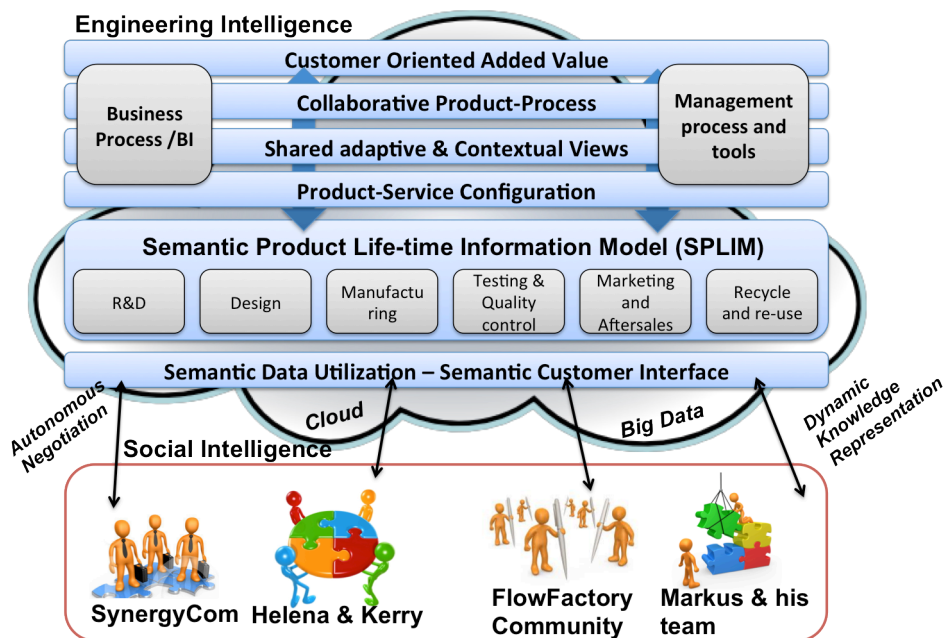 Engineering Intelligence
Customer Oriented Added Value
Collaborative Product-Process
Shared adaptive & Contextual Views
Product-Service Configuration
Business
Process /BI
Management
process and
tools
Semantic Product Life-time Information Model (SPLIM)
R&D
Design
Manufactu
ring
Testing &
Quality
control
Marketing
and
Aftersales
Recycle
and re-use
Semantic Data Utilization – Semantic Customer Interface
Autonomous
Negotiation
Cloud
Big Data
Dynamic
Knowledge
Representation
Social Intelligence
SynergyCom
Helena & Kerry
FlowFactory
Community
Markus & his
team